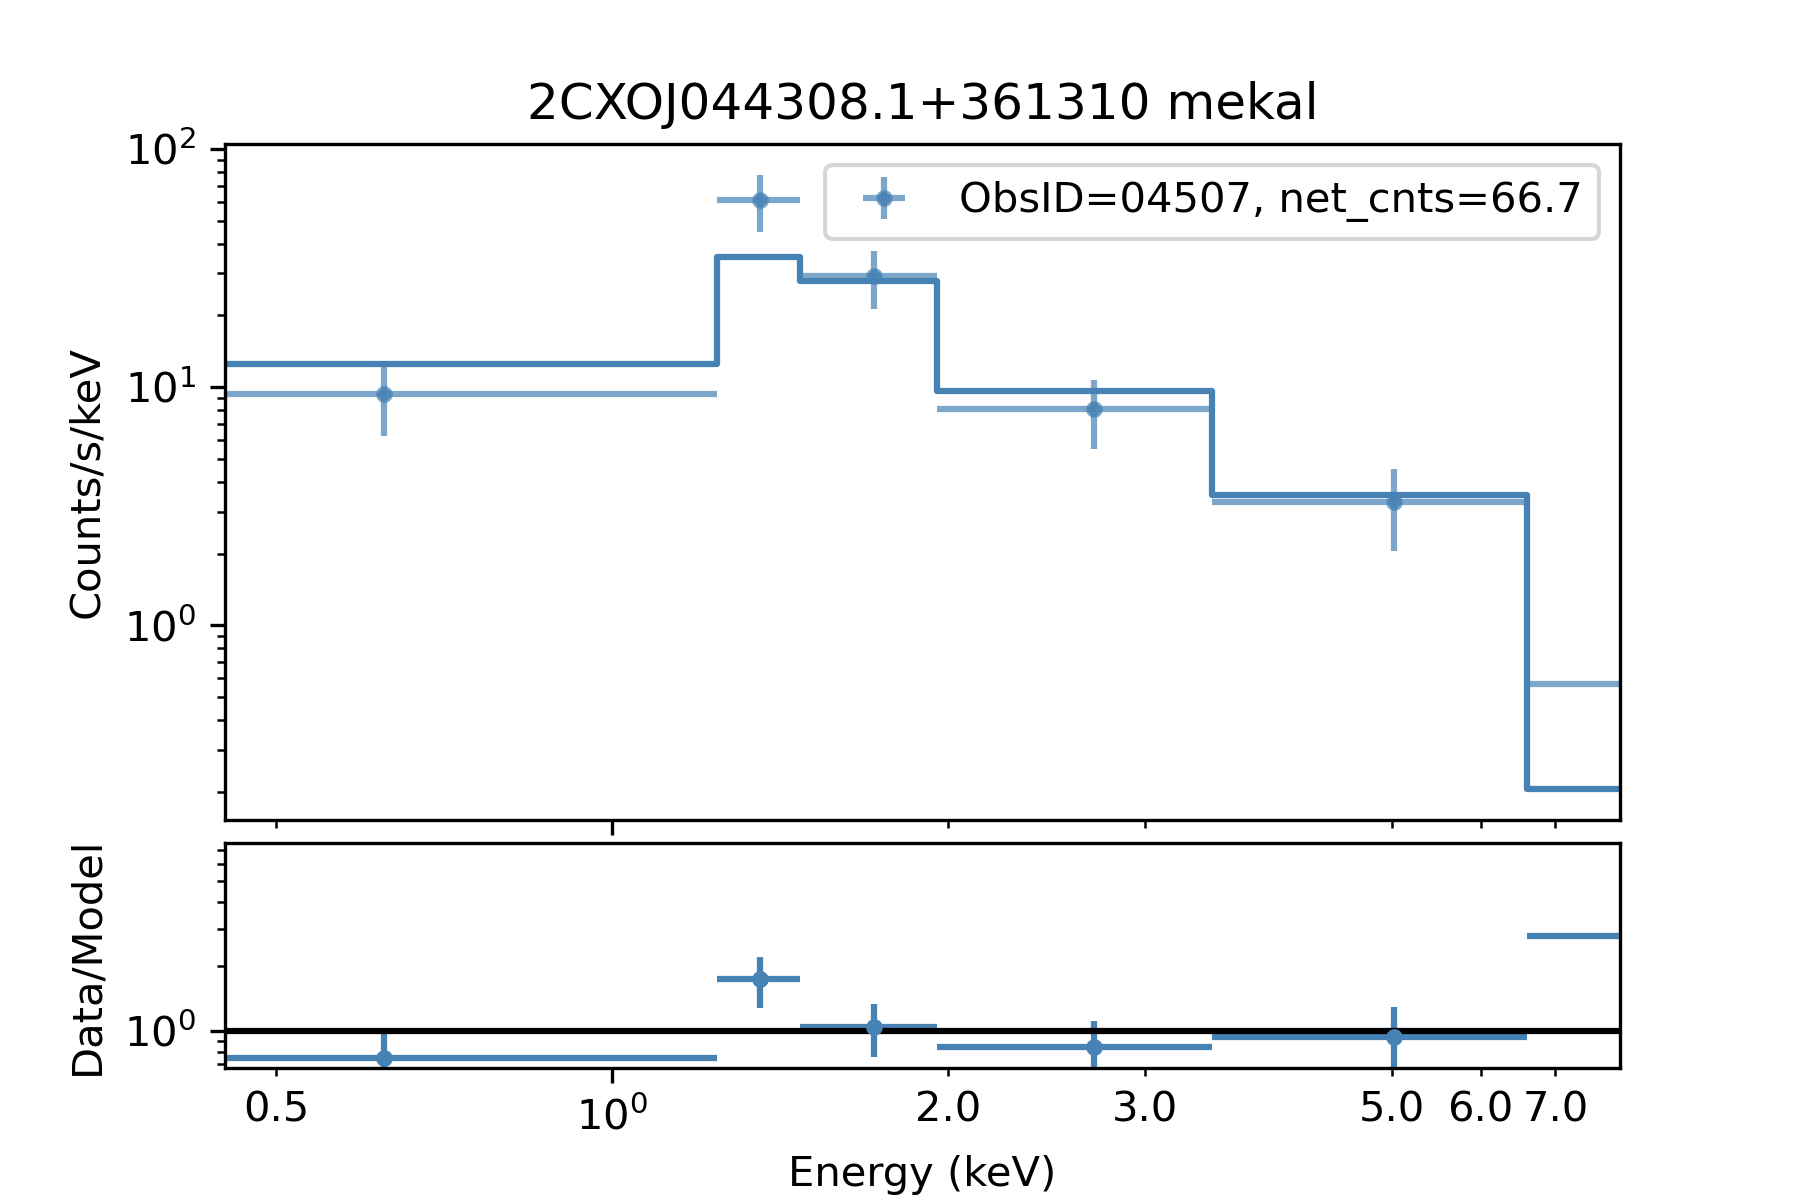 2CXOJ044308.1+361310 mekal
ObsID=04507, net_cnts=66.7
Counts/s/keV
10²
10¹
10⁰
Data/Model
10⁰
0.5 10⁰ 2.0 3.0 5.0 6.0 7.0
Energy (keV)